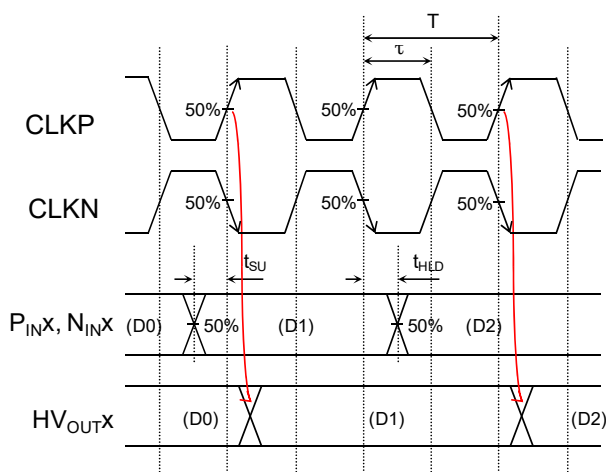 T
τ
CLKP
50%
50%
50%
CLKN
50%
50%
50%
tSU
tHLD
PINX, NINX
(D0)
50%
(D1)
50%
(D2)
HVOUTX
(D0)
(D1)
(D2)